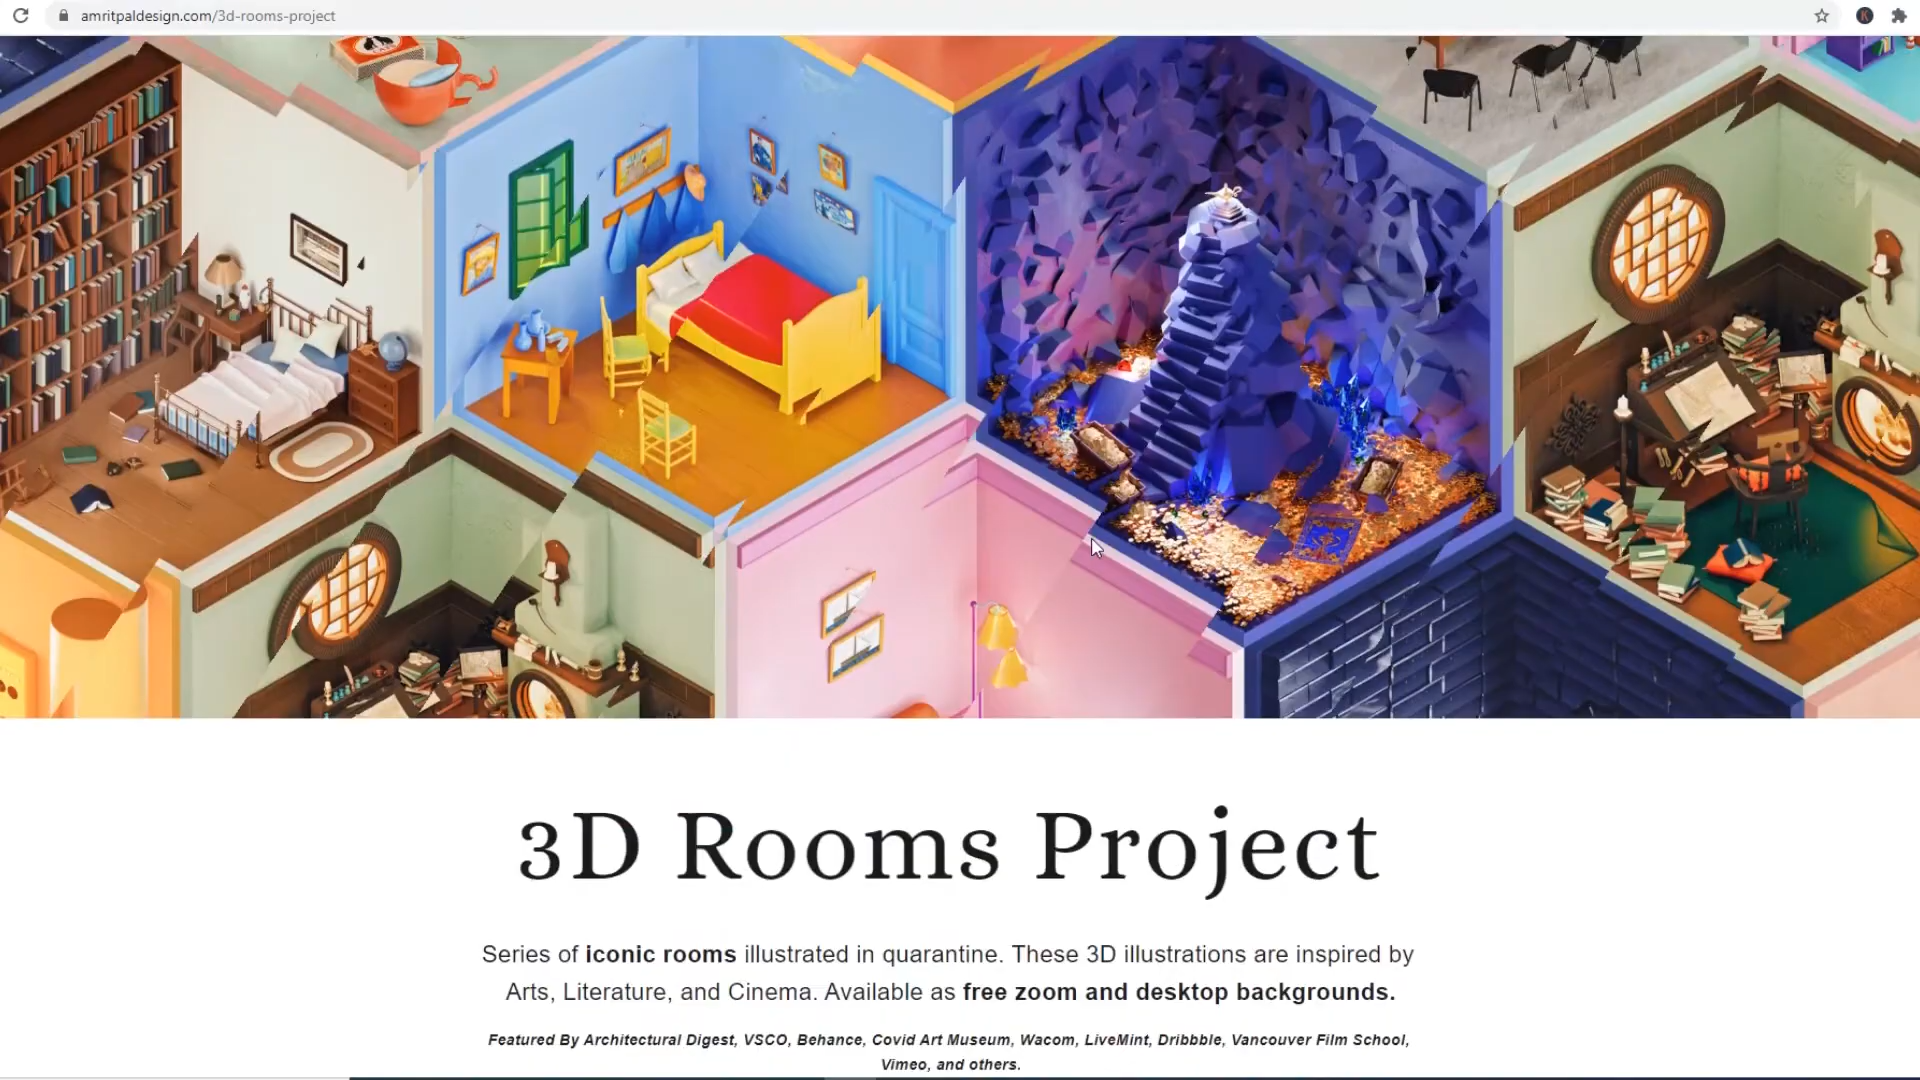 amritpaldesign.com/3d-rooms-project
3D Rooms Project
Series of iconic rooms illustrated in quarantine. These 3D illustrations are inspired by
Arts, Literature, and Cinema. Available as free zoom and desktop backgrounds.
Featured By Architectural Digest, VSCO, Behance, Covid Art Museum, Wacom, LiveMint, Dribbble, Vancouver Film School,
Vimeo, and others.